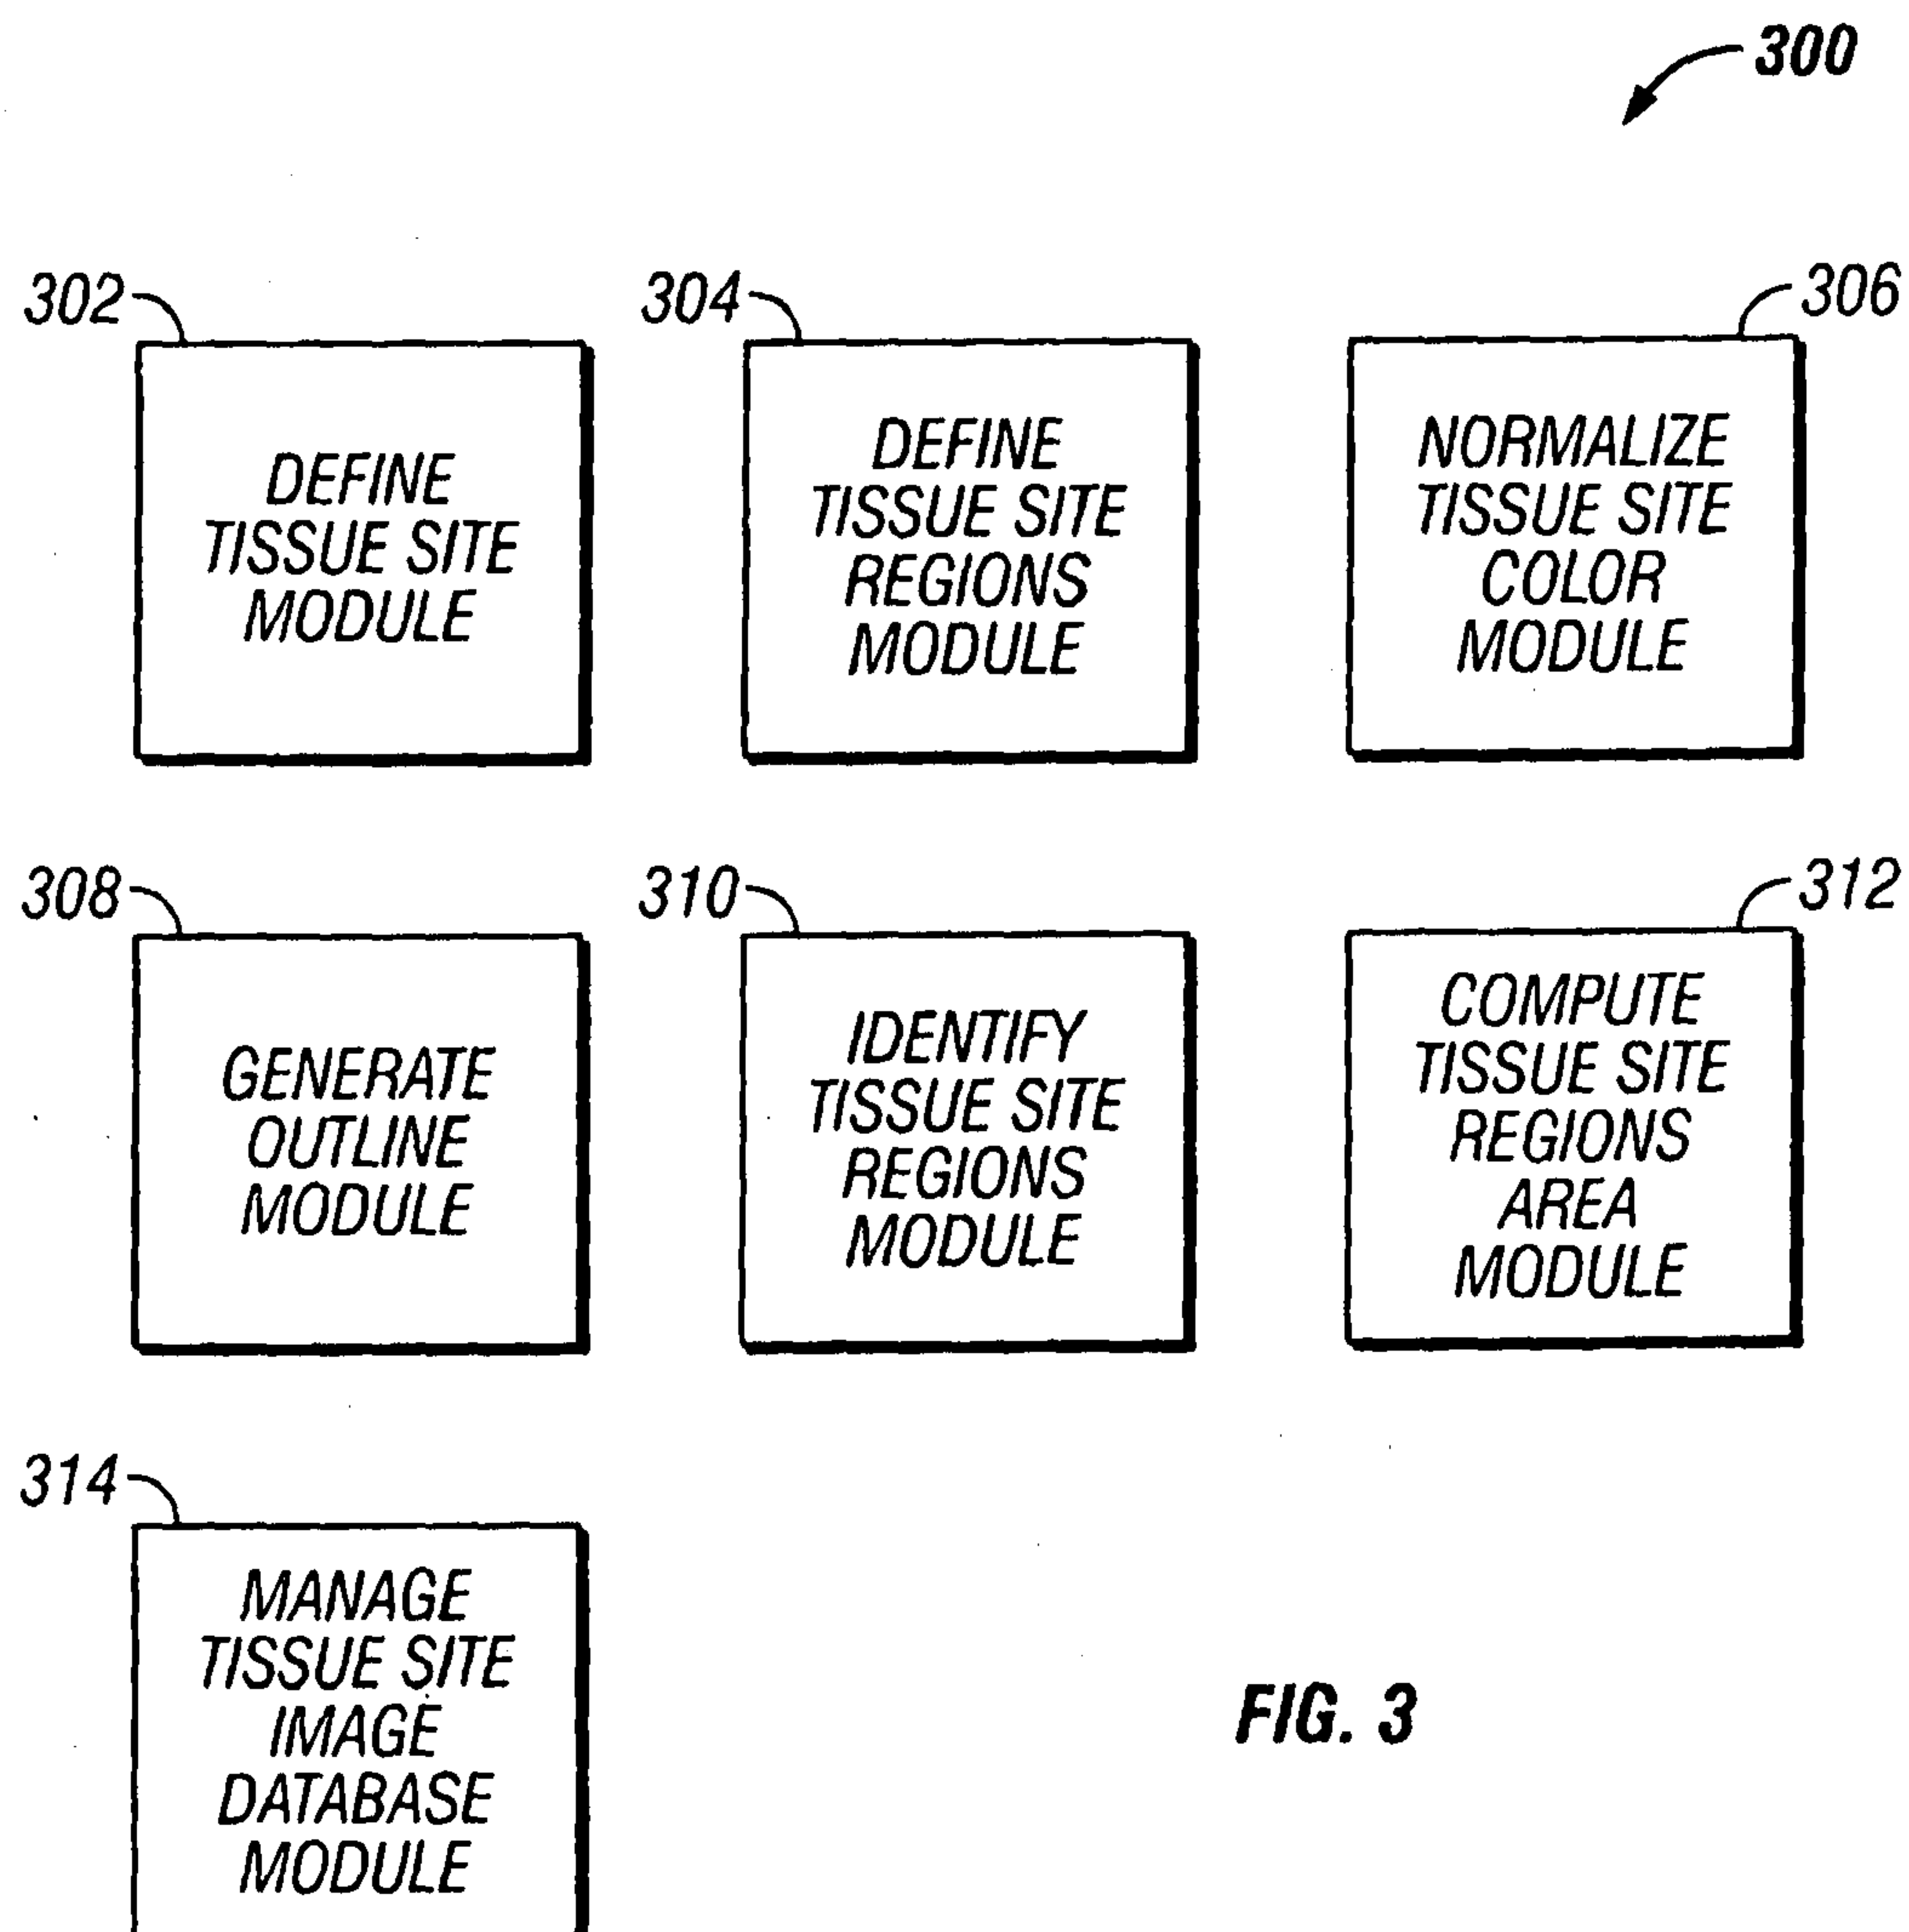 300
302
DEFINE
TISSUE SITE
MODULE
304
DEFINE
TISSUE SITE
REGIONS
MODULE
306
NORMALIZE
TISSUE SITE
COLOR
MODULE
308
GENERATE
OUTLINE
MODULE
310
IDENTIFY
TISSUE SITE
REGIONS
MODULE
312
COMPUTE
TISSUE SITE
REGIONS
AREA
MODULE
314
MANAGE
TISSUE SITE
IMAGE
DATABASE
MODULE
FIG. 3